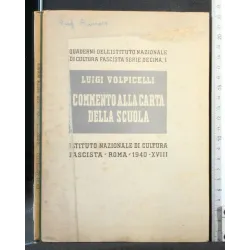 QUADERNI DELL'ISTITUTO NAZIONALE
DI CULTURA FASCISTA SERIE DECIMA, 1
LUIGI VOLPICELLI
COMMENTO ALLA CARTA
DELLA SCUOLA
ISTITUTO NAZIONALE DI CULTURA
FASCISTA - ROMA - 1940 - XVIII